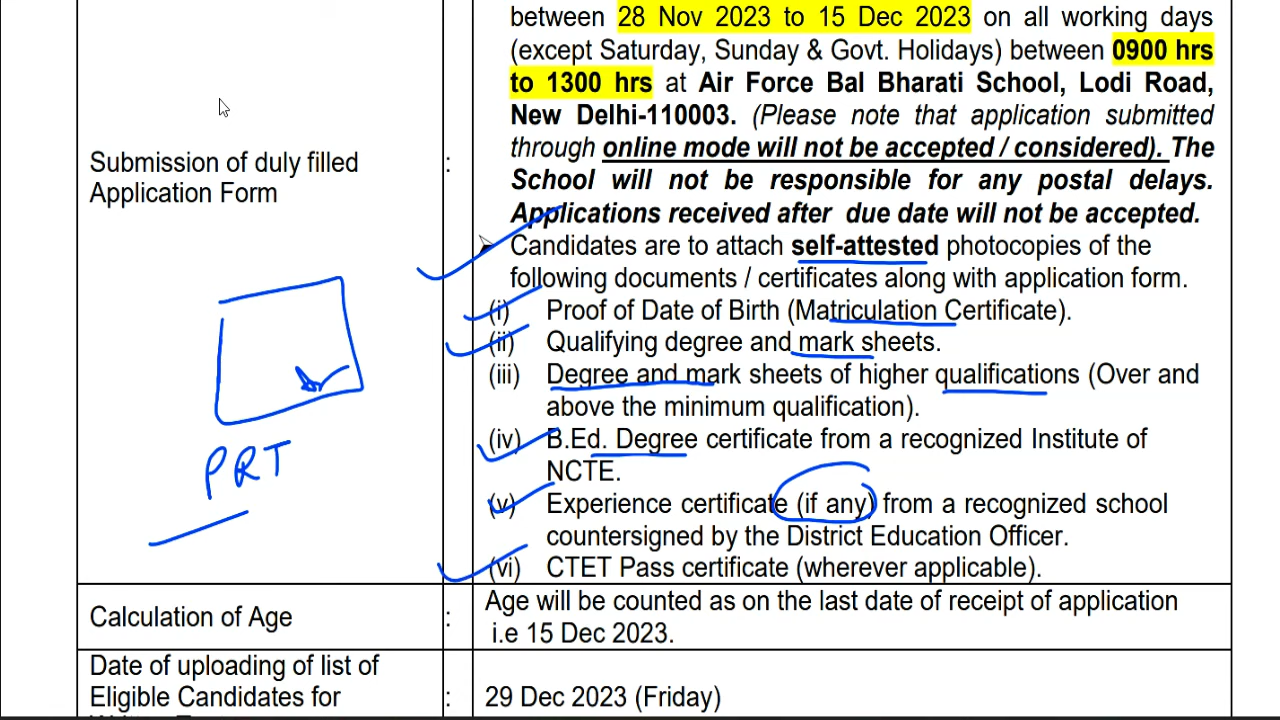 between 28 Nov 2023 to 15 Dec 2023 on all working days
(except Saturday, Sunday & Govt. Holidays) between 0900 hrs
to 1300 hrs at Air Force Bal Bharati School, Lodi Road,
New Delhi-110003. (Please note that application submitted
through online mode will not be accepted / considered). The
School will not be responsible for any postal delays.
Applications received after due date will not be accepted.
Submission of duly filled
Application Form
:
Candidates are to attach self-attested photocopies of the
following documents / certificates along with application form.
(i) Proof of Date of Birth (Matriculation Certificate).
(ii) Qualifying degree and mark sheets.
(iii) Degree and mark sheets of higher qualifications (Over and
above the minimum qualification).
(iv) B.Ed. Degree certificate from a recognized Institute of
NCTE.
(v) Experience certificate (if any) from a recognized school
countersigned by the District Education Officer.
(vi) CTET Pass certificate (wherever applicable).
PRT
Calculation of Age : Age will be counted as on the last date of receipt of application
i.e 15 Dec 2023.
Date of uploading of list of
Eligible Candidates for : 29 Dec 2023 (Friday)